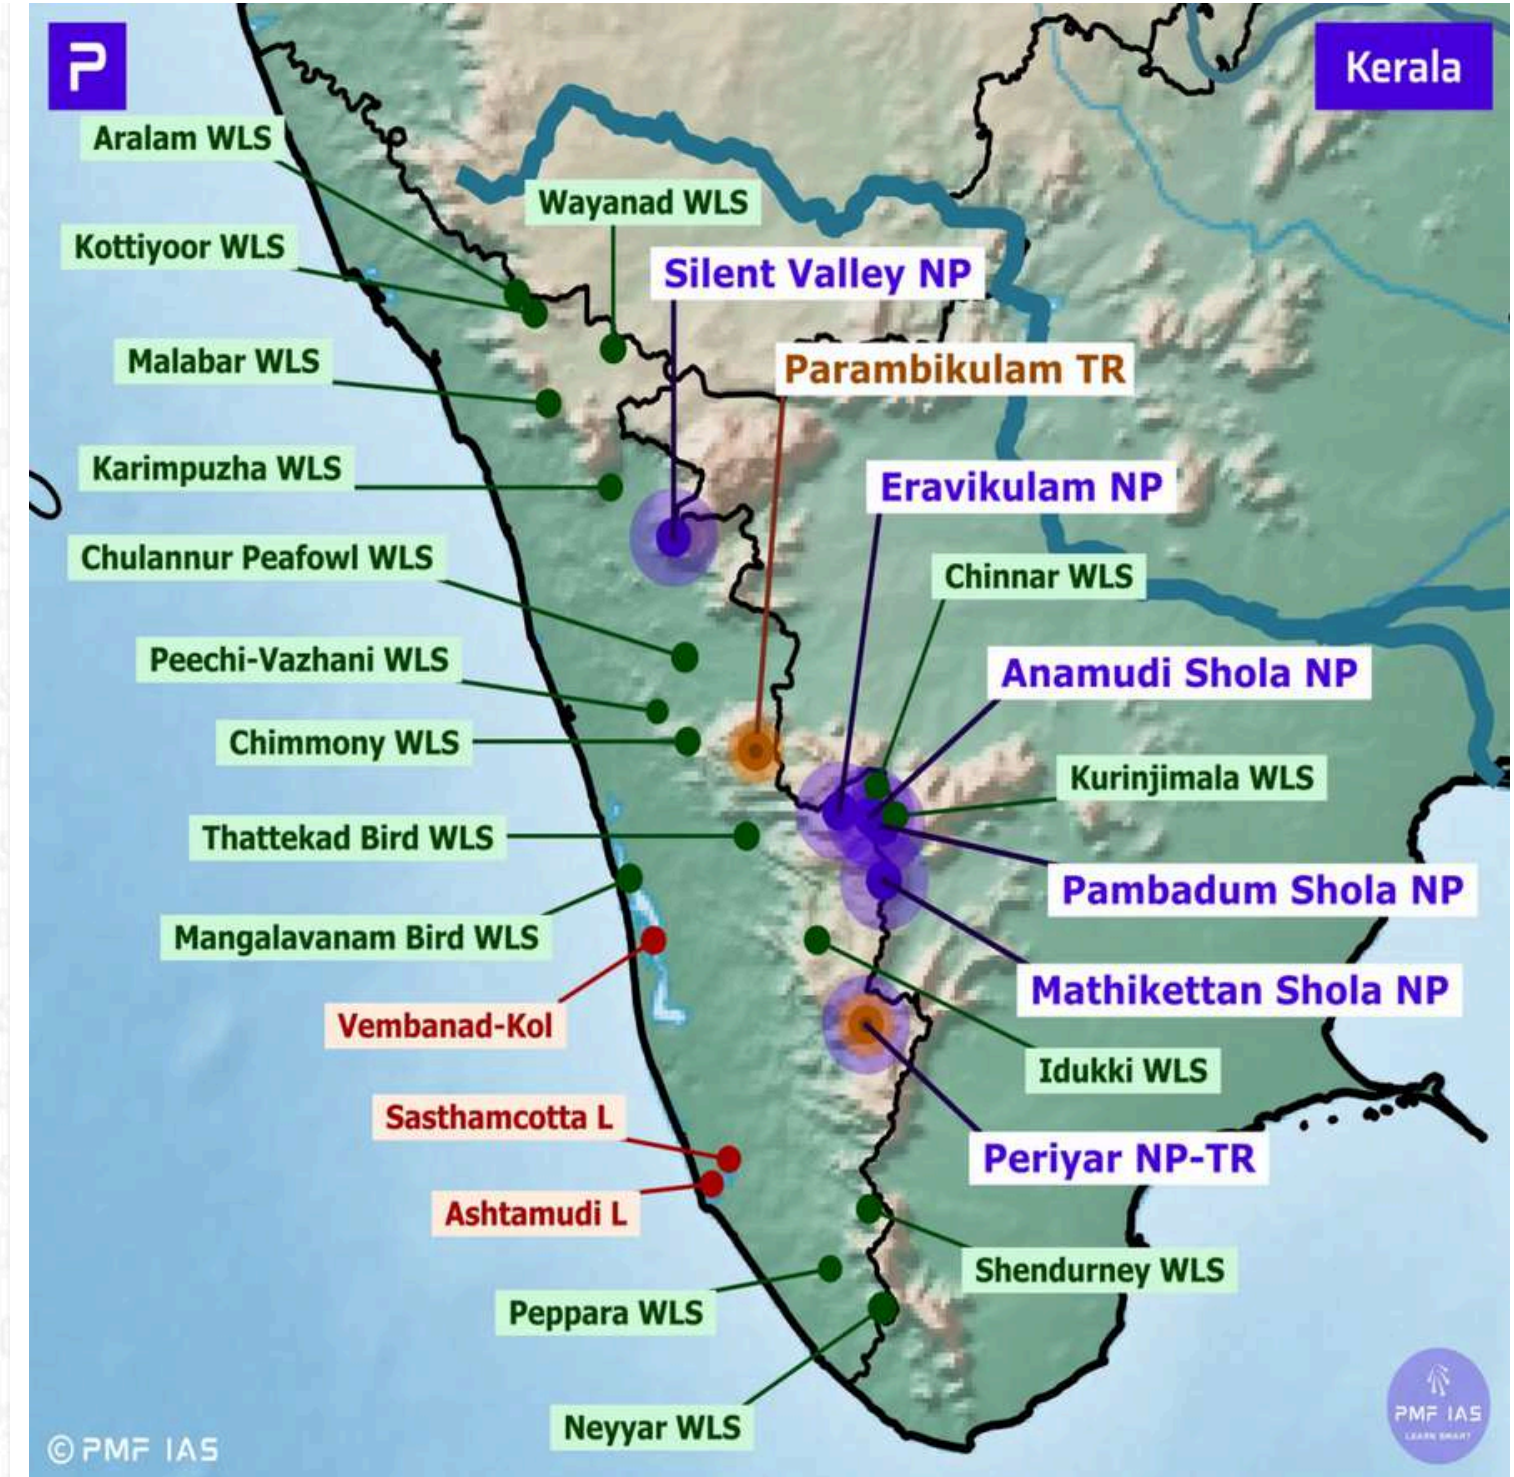 P
Kerala
Aralam WLS
Wayanad WLS
Kottiyoor WLS
Silent Valley NP
Malabar WLS
Parambikulam TR
Karimpuzha WLS
Eravikulam NP
Chulannur Peafowl WLS
Chinnar WLS
Peechi-Vazhani WLS
Anamudi Shola NP
Chimmony WLS
Kurinjimala WLS
Thattekad Bird WLS
Pambadum Shola NP
Mangalavanam Bird WLS
Mathikettan Shola NP
Vembanad-Kol
Idukki WLS
Sasthamcotta L
Periyar NP-TR
Ashtamudi L
Shendurney WLS
Peppara WLS
Neyyar WLS
PMF IAS
LEARN SMART
© PMF IAS